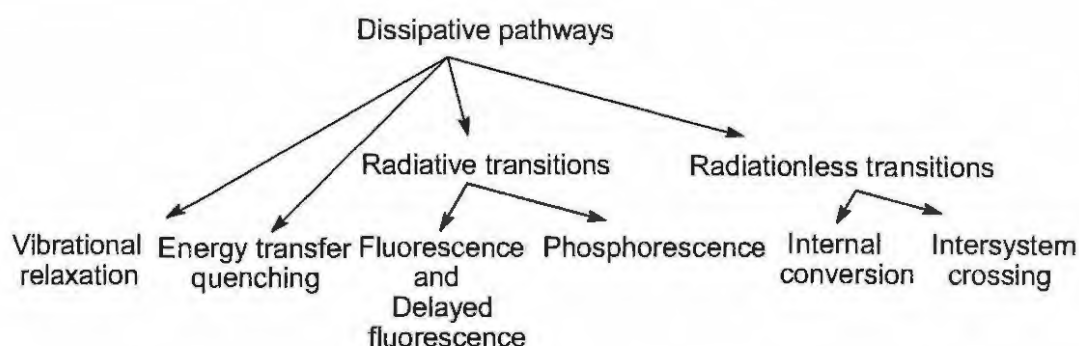 Dissipative pathways
Radiative transitions
Radiationless transitions
Vibrational
relaxation
Energy transfer
quenching
Fluorescence
and
Delayed
fluorescence
Phosphorescence
Internal
conversion
Intersystem
crossing